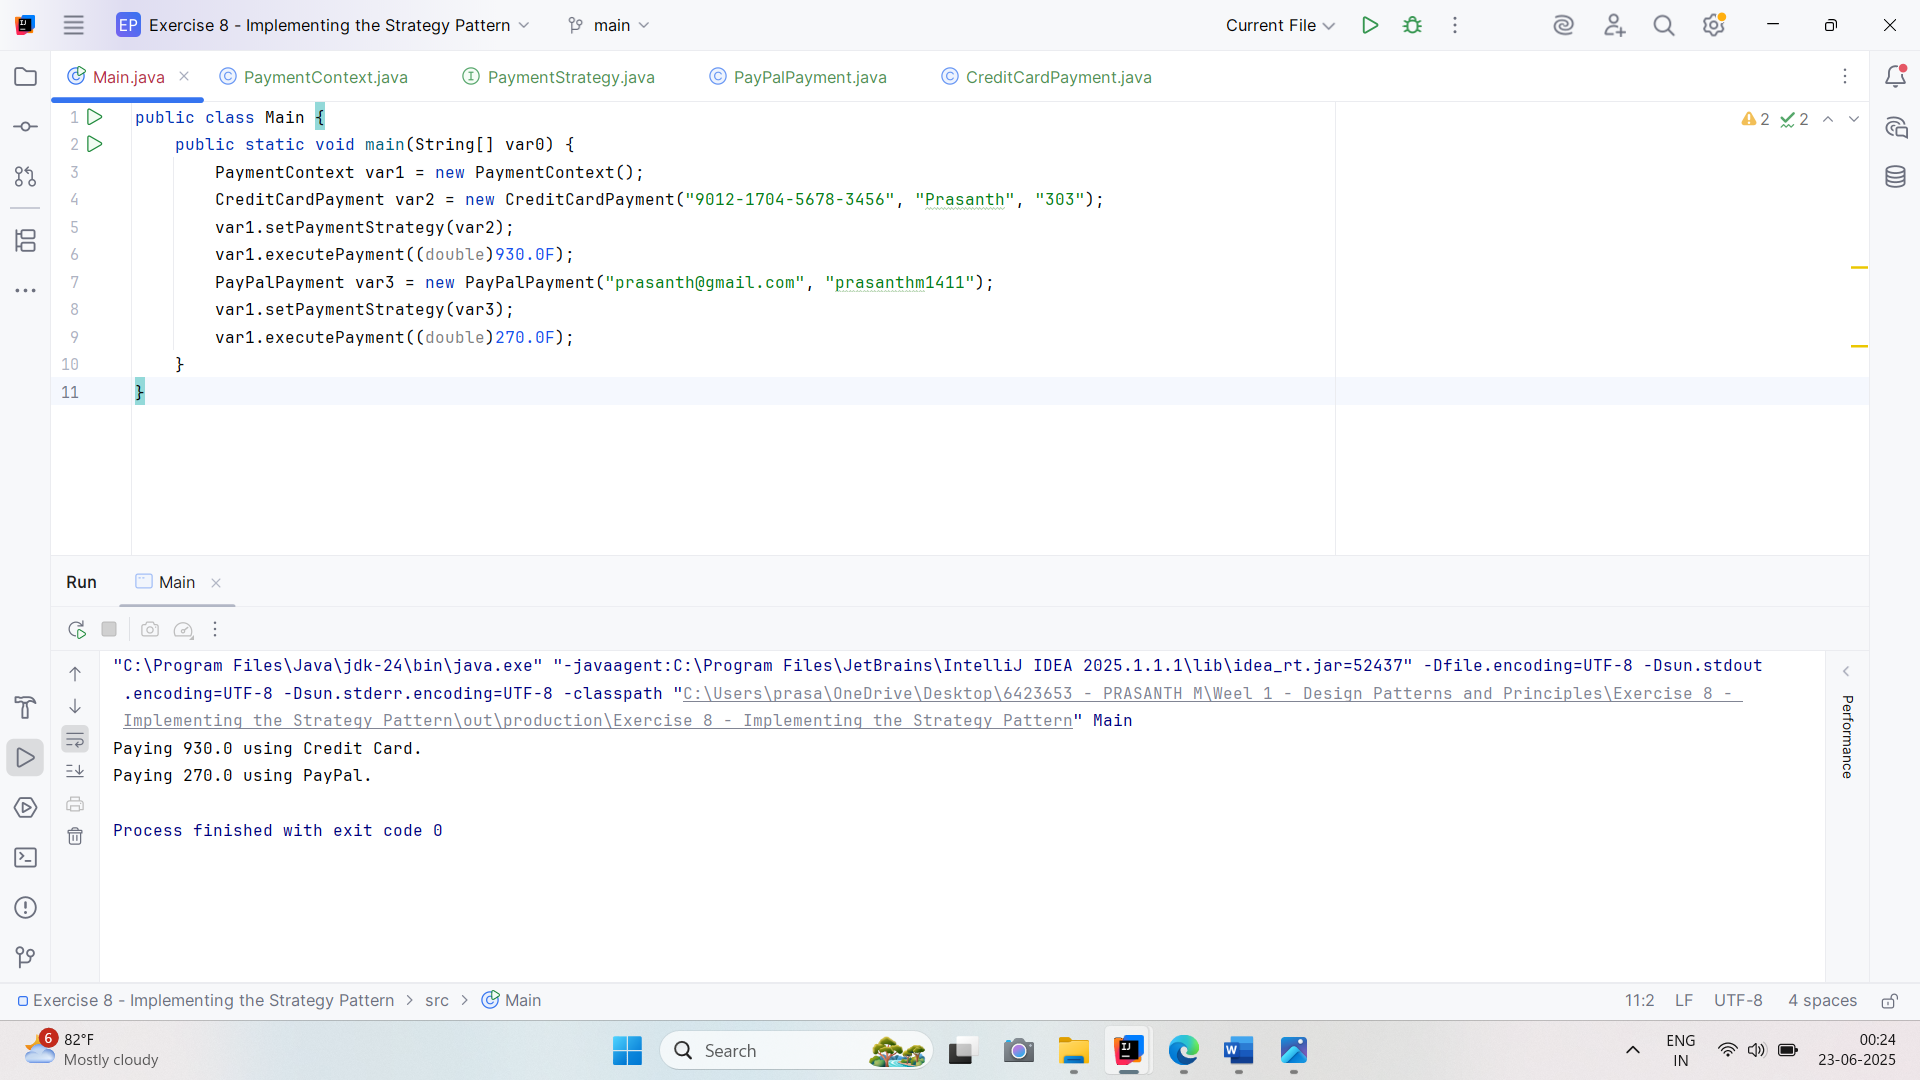 EP Exercise 8 - Implementing the Strategy Pattern main Current File
Main.java PaymentContext.java PaymentStrategy.java PayPalPayment.java CreditCardPayment.java
1 public class Main {
2 public static void main(String[] var0) {
3 PaymentContext var1 = new PaymentContext();
4 CreditCardPayment var2 = new CreditCardPayment("9012-1704-5678-3456", "Prasanth", "303");
5 var1.setPaymentStrategy(var2);
6 var1.executePayment((double)930.0F);
7 PayPalPayment var3 = new PayPalPayment("prasanth@gmail.com", "prasanthm1411");
8 var1.setPaymentStrategy(var3);
9 var1.executePayment((double)270.0F);
10 }
11 }
2 2
Run Main
"C:\Program Files\Java\jdk-24\bin\java.exe" "-javaagent:C:\Program Files\JetBrains\IntelliJ IDEA 2025.1.1.1\lib\idea_rt.jar=52437" -Dfile.encoding=UTF-8 -Dsun.stdout
.encoding=UTF-8 -Dsun.stderr.encoding=UTF-8 -classpath "C:\Users\prasa\OneDrive\Desktop\6423653 - PRASANTH M\Weel 1 - Design Patterns and Principles\Exercise 8 -
Implementing the Strategy Pattern\out\production\Exercise 8 - Implementing the Strategy Pattern" Main
Paying 930.0 using Credit Card.
Paying 270.0 using PayPal.
Process finished with exit code 0
Performance
Exercise 8 - Implementing the Strategy Pattern > src > Main 11:2 LF UTF-8 4 spaces
6 82°F
Mostly cloudy
Search
ENG
IN
00:24
23-06-2025